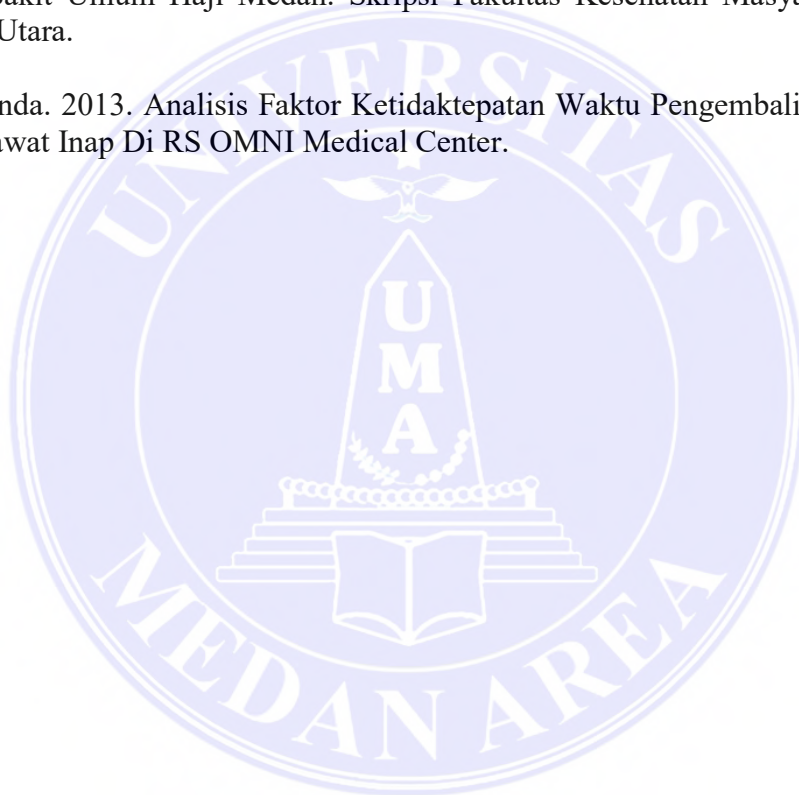 Sakit Umum Haji Medan. Skripsi Fakultas Kesehatan Masya
Utara.
nda. 2013. Analisis Faktor Ketidaktepatan Waktu Pengembali
awat Inap Di RS OMNI Medical Center.
UNIVERSITAS
UMA
MEDAN AREA